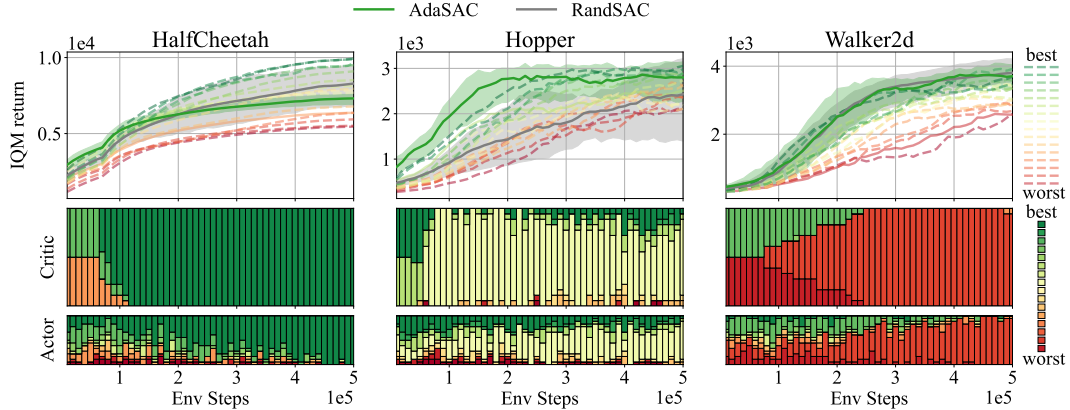 AdaSAC RandSAC
HalfCheetah Hopper Walker2d
1e4 1e3 1e3
IQM return
1.0
0.5
3
2
1
4
2
best
worst
Critic
best
Actor
worst
1 2 3 4 5 1 2 3 4 5 1 2 3 4 5
Env Steps 1e5 Env Steps 1e5 Env Steps 1e5